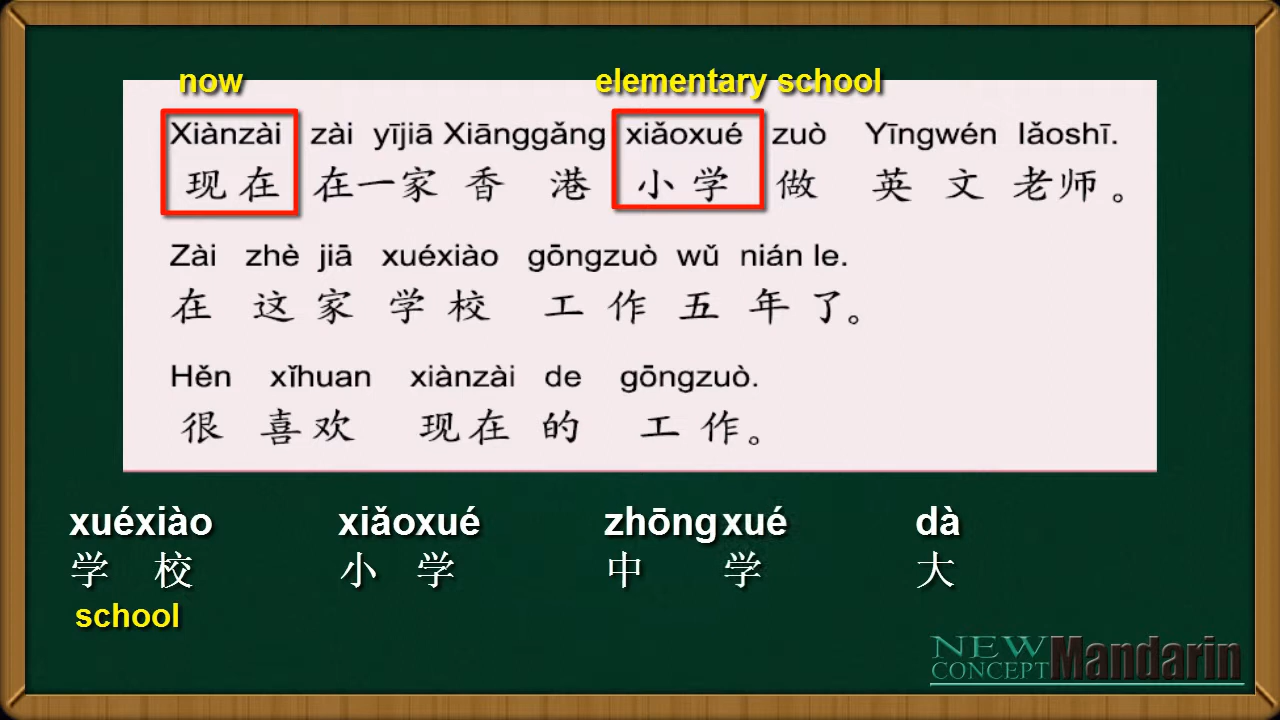 now elementary school
Xiànzài zài yījiā Xiānggǎng xiǎoxué zuò Yīngwén lǎoshī.
现在 在一家 香港 小学 做 英文 老师。
Zài zhè jiā xuéxiào gōngzuò wǔ nián le.
在 这 家 学校 工作 五 年 了。
Hěn xǐhuan xiànzài de gōngzuò.
很 喜欢 现在 的 工作。
xuéxiào xiǎoxué zhōngxué dà
学校 小学 中学 大
school
NEW CONCEPT Mandarin